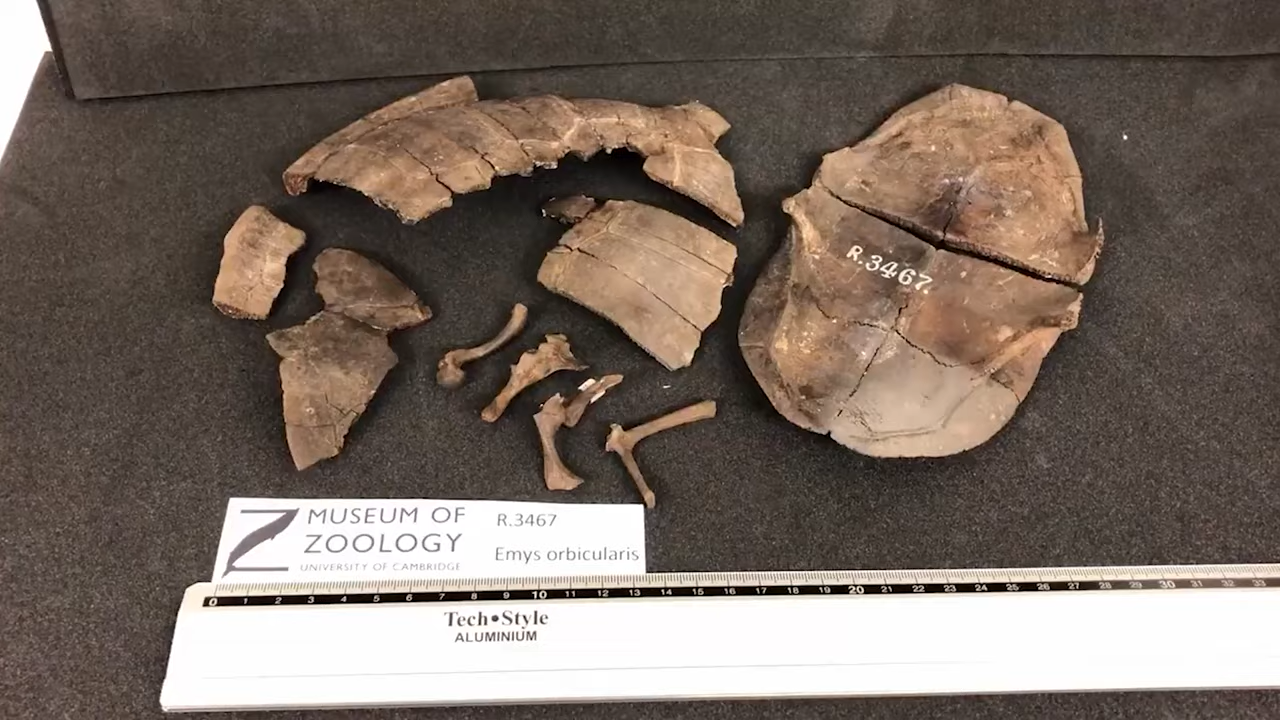 R.3467.
MUSEUM OF
ZOOLOGY
UNIVERSITY OF CAMBRIDGE
R.3467
Emys orbicularis
0 1 2 3 4 5 6 7 8 9 10 11 12 13 14 15 16 17 18 19 20 21 22 23 24 25 26 27 28 29 30 31 32 33
Tech•Style
ALUMINIUM